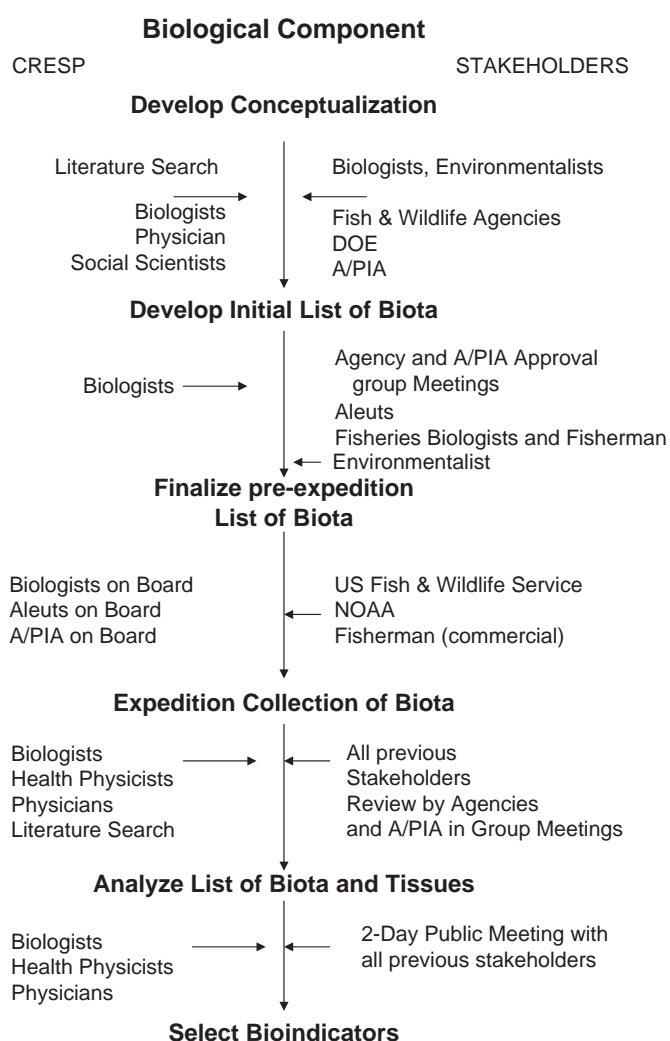 Biological Component
CRESP
STAKEHOLDERS
Develop Conceptualization
Literature Search
Biologists
Physician
Social Scientists
Biologists, Environmentalists
Fish & Wildlife Agencies
DOE
A/PIA
Develop Initial List of Biota
Biologists
Agency and A/PIA Approval
group Meetings
Aleuts
Fisheries Biologists and Fisherman
Environmentalist
Finalize pre-expedition
List of Biota
Biologists on Board
Aleuts on Board
A/PIA on Board
US Fish & Wildlife Service
NOAA
Fisherman (commercial)
Expedition Collection of Biota
Biologists
Health Physicists
Physicians
Literature Search
All previous
Stakeholders
Review by Agencies
and A/PIA in Group Meetings
Analyze List of Biota and Tissues
Biologists
Health Physicists
Physicians
2-Day Public Meeting with
all previous stakeholders
Select Bioindicators